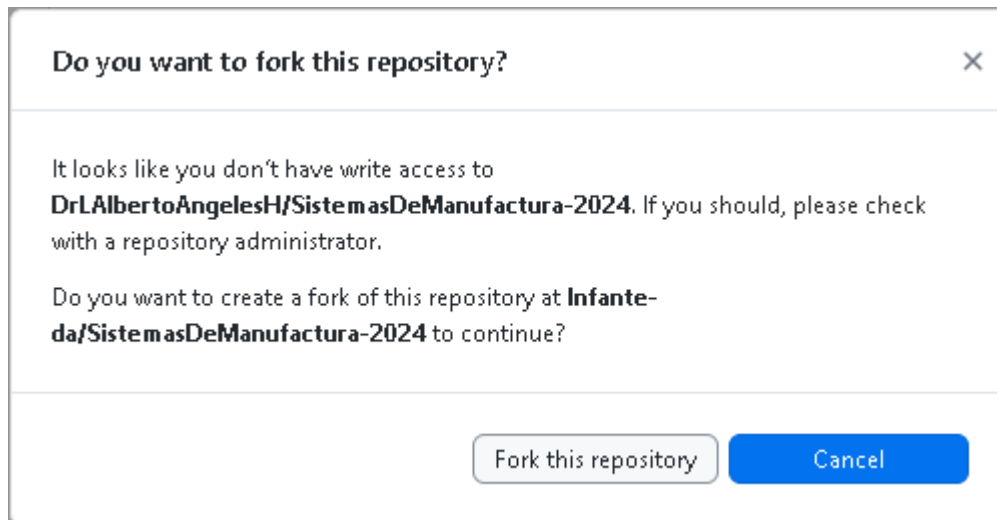 Do you want to fork this repository?
It looks like you don't have write access to
DrLAlbertoAngelesH/SistemasDeManufactura-2024. If you should, please check
with a repository administrator.
Do you want to create a fork of this repository at Infante-
da/SistemasDeManufactura-2024 to continue?
Fork this repository
Cancel